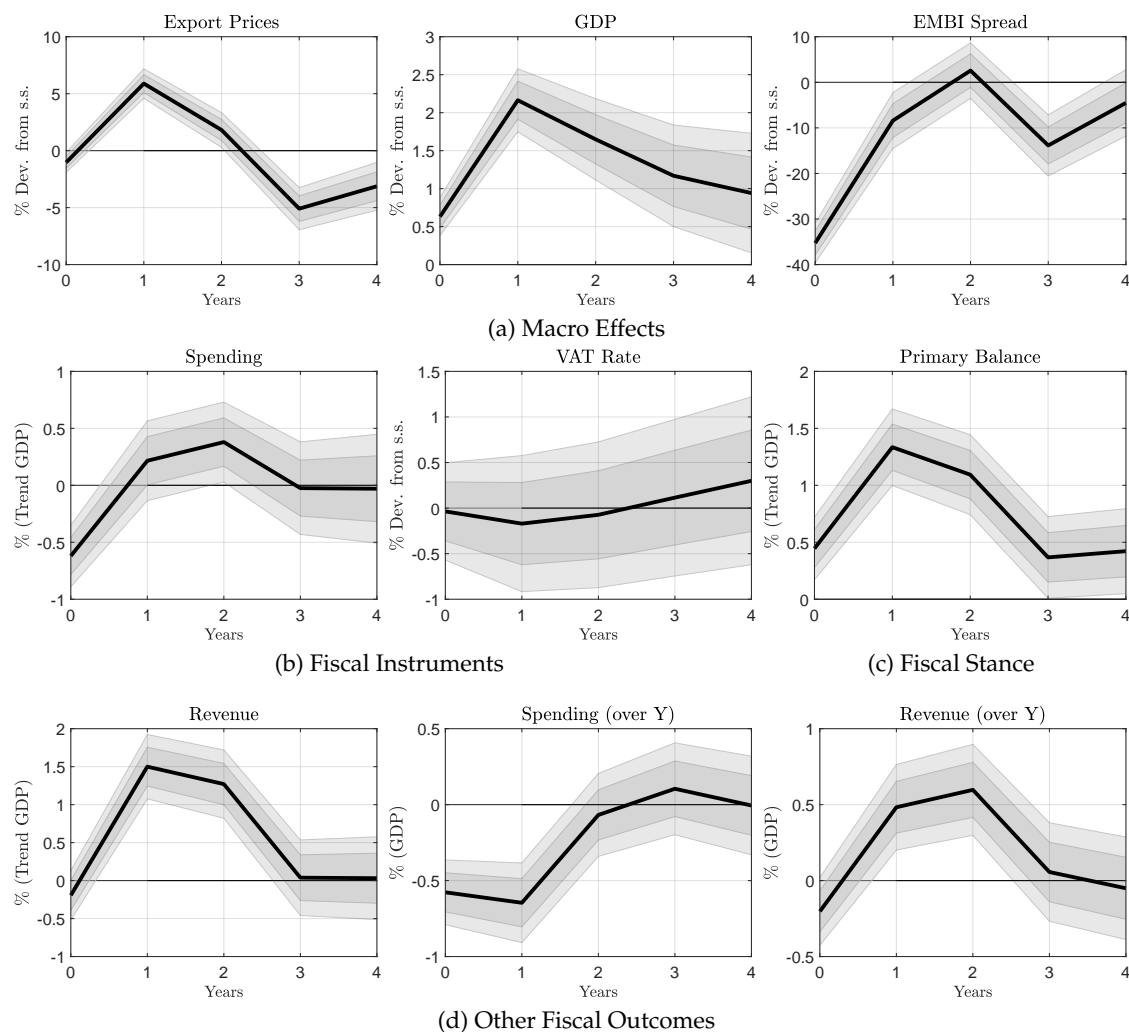 Export Prices
% Dev. from s.s.
10
5
0
-5
-10
0 1 2 3 4
Years
GDP
% Dev. from s.s.
3
2.5
2
1.5
1
0.5
0
0 1 2 3 4
Years
EMBI Spread
% Dev. from s.s.
10
0
-10
-20
-30
-40
0 1 2 3 4
Years
(a) Macro Effects
Spending
% (Trend GDP)
1
0.5
0
-0.5
-1
0 1 2 3 4
Years
VAT Rate
% Dev. from s.s.
1.5
1
0.5
0
-0.5
-1
0 1 2 3 4
Years
Primary Balance
% (Trend GDP)
2
1.5
1
0.5
0
0 1 2 3 4
Years
(b) Fiscal Instruments
(c) Fiscal Stance
Revenue
% (Trend GDP)
2
1.5
1
0.5
0
-0.5
-1
0 1 2 3 4
Years
Spending (over Y)
% (GDP)
0.5
0
-0.5
-1
0 1 2 3 4
Years
Revenue (over Y)
% (GDP)
1
0.5
0
-0.5
0 1 2 3 4
Years
(d) Other Fiscal Outcomes